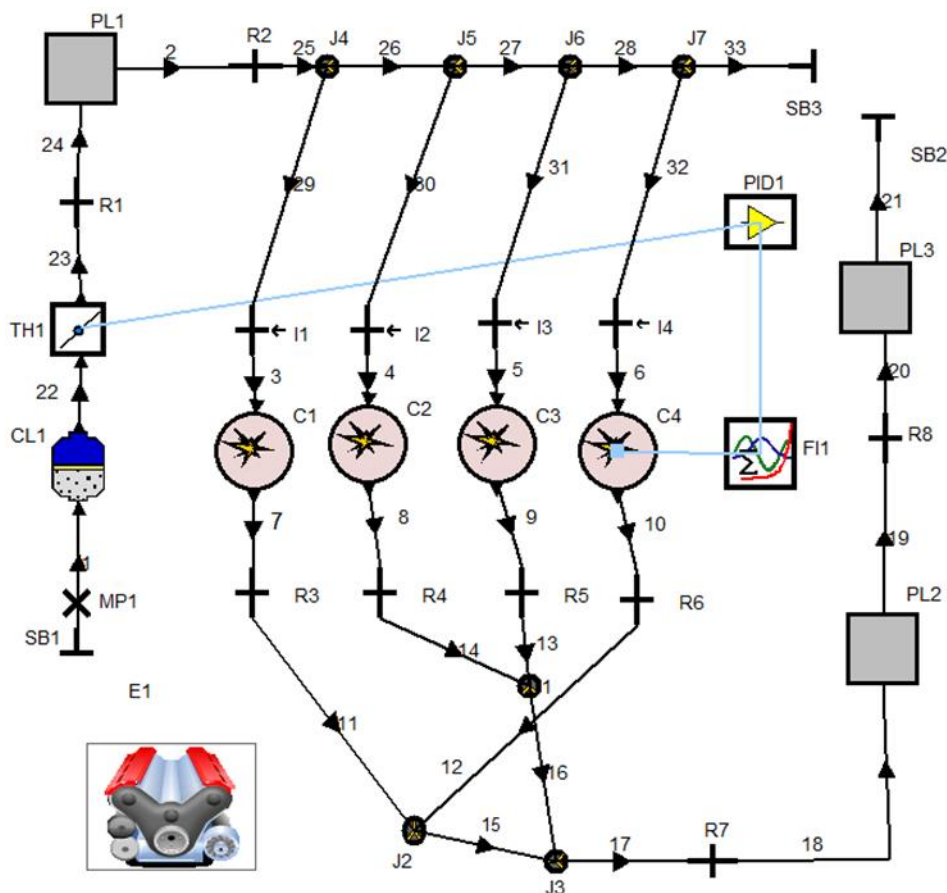 PL1
2
R2
25
J4
26
J5
27
J6
28
J7
33
SB3
24
29
30
31
32
SB2
R1
PID1
21
23
PL3
TH1
I1
I2
I3
I4
22
3
4
5
6
20
CL1
C1
C2
C3
C4
FI1
R8
7
8
9
10
19
1
MP1
R3
R4
R5
R6
PL2
SB1
14
13
E1
1
11
12
16
15
17
R7
18
J2
J3